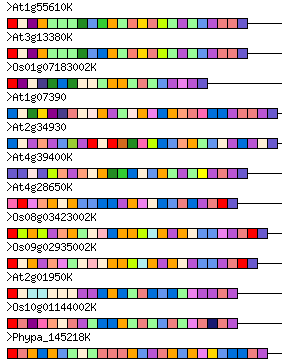 >At1g55610K
>At3g13380K
>Os01g07183002K
>At1g07390
>At2g34930
>At4g39400K
>At4g28650K
>Os08g03423002K
>Os09g02935002K
>At2g01950K
>Os10g01144002K
>Phypa_145218K